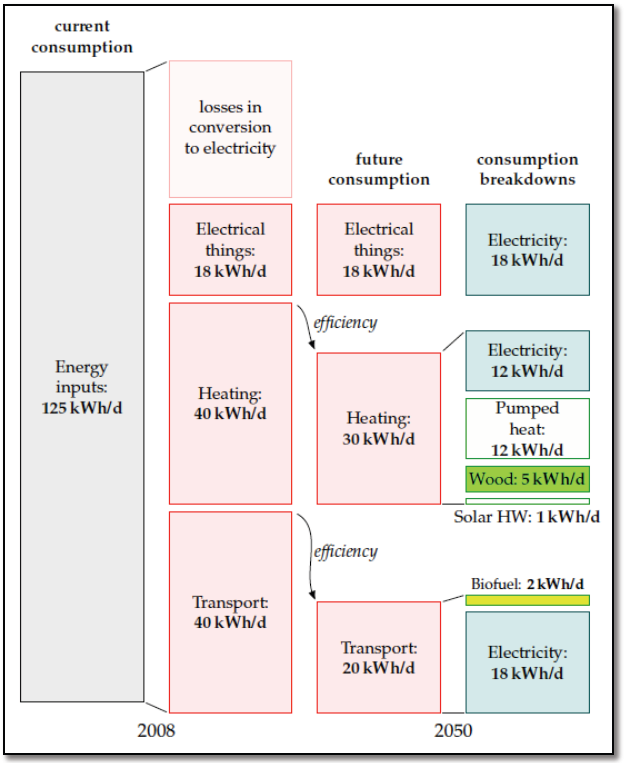 current
consumption
losses in
conversion
to electricity
future
consumption
consumption
breakdowns
Electrical
things:
18 kWh/d
Electrical
things:
18 kWh/d
Electricity:
18 kWh/d
efficiency
Energy
inputs:
125 kWh/d
Heating:
40 kWh/d
Heating:
30 kWh/d
Electricity:
12 kWh/d
Pumped
heat:
12 kWh/d
Wood: 5 kWh/d
Solar HW: 1 kWh/d
efficiency
Transport:
40 kWh/d
Transport:
20 kWh/d
Biofuel: 2 kWh/d
Electricity:
18 kWh/d
2008
2050